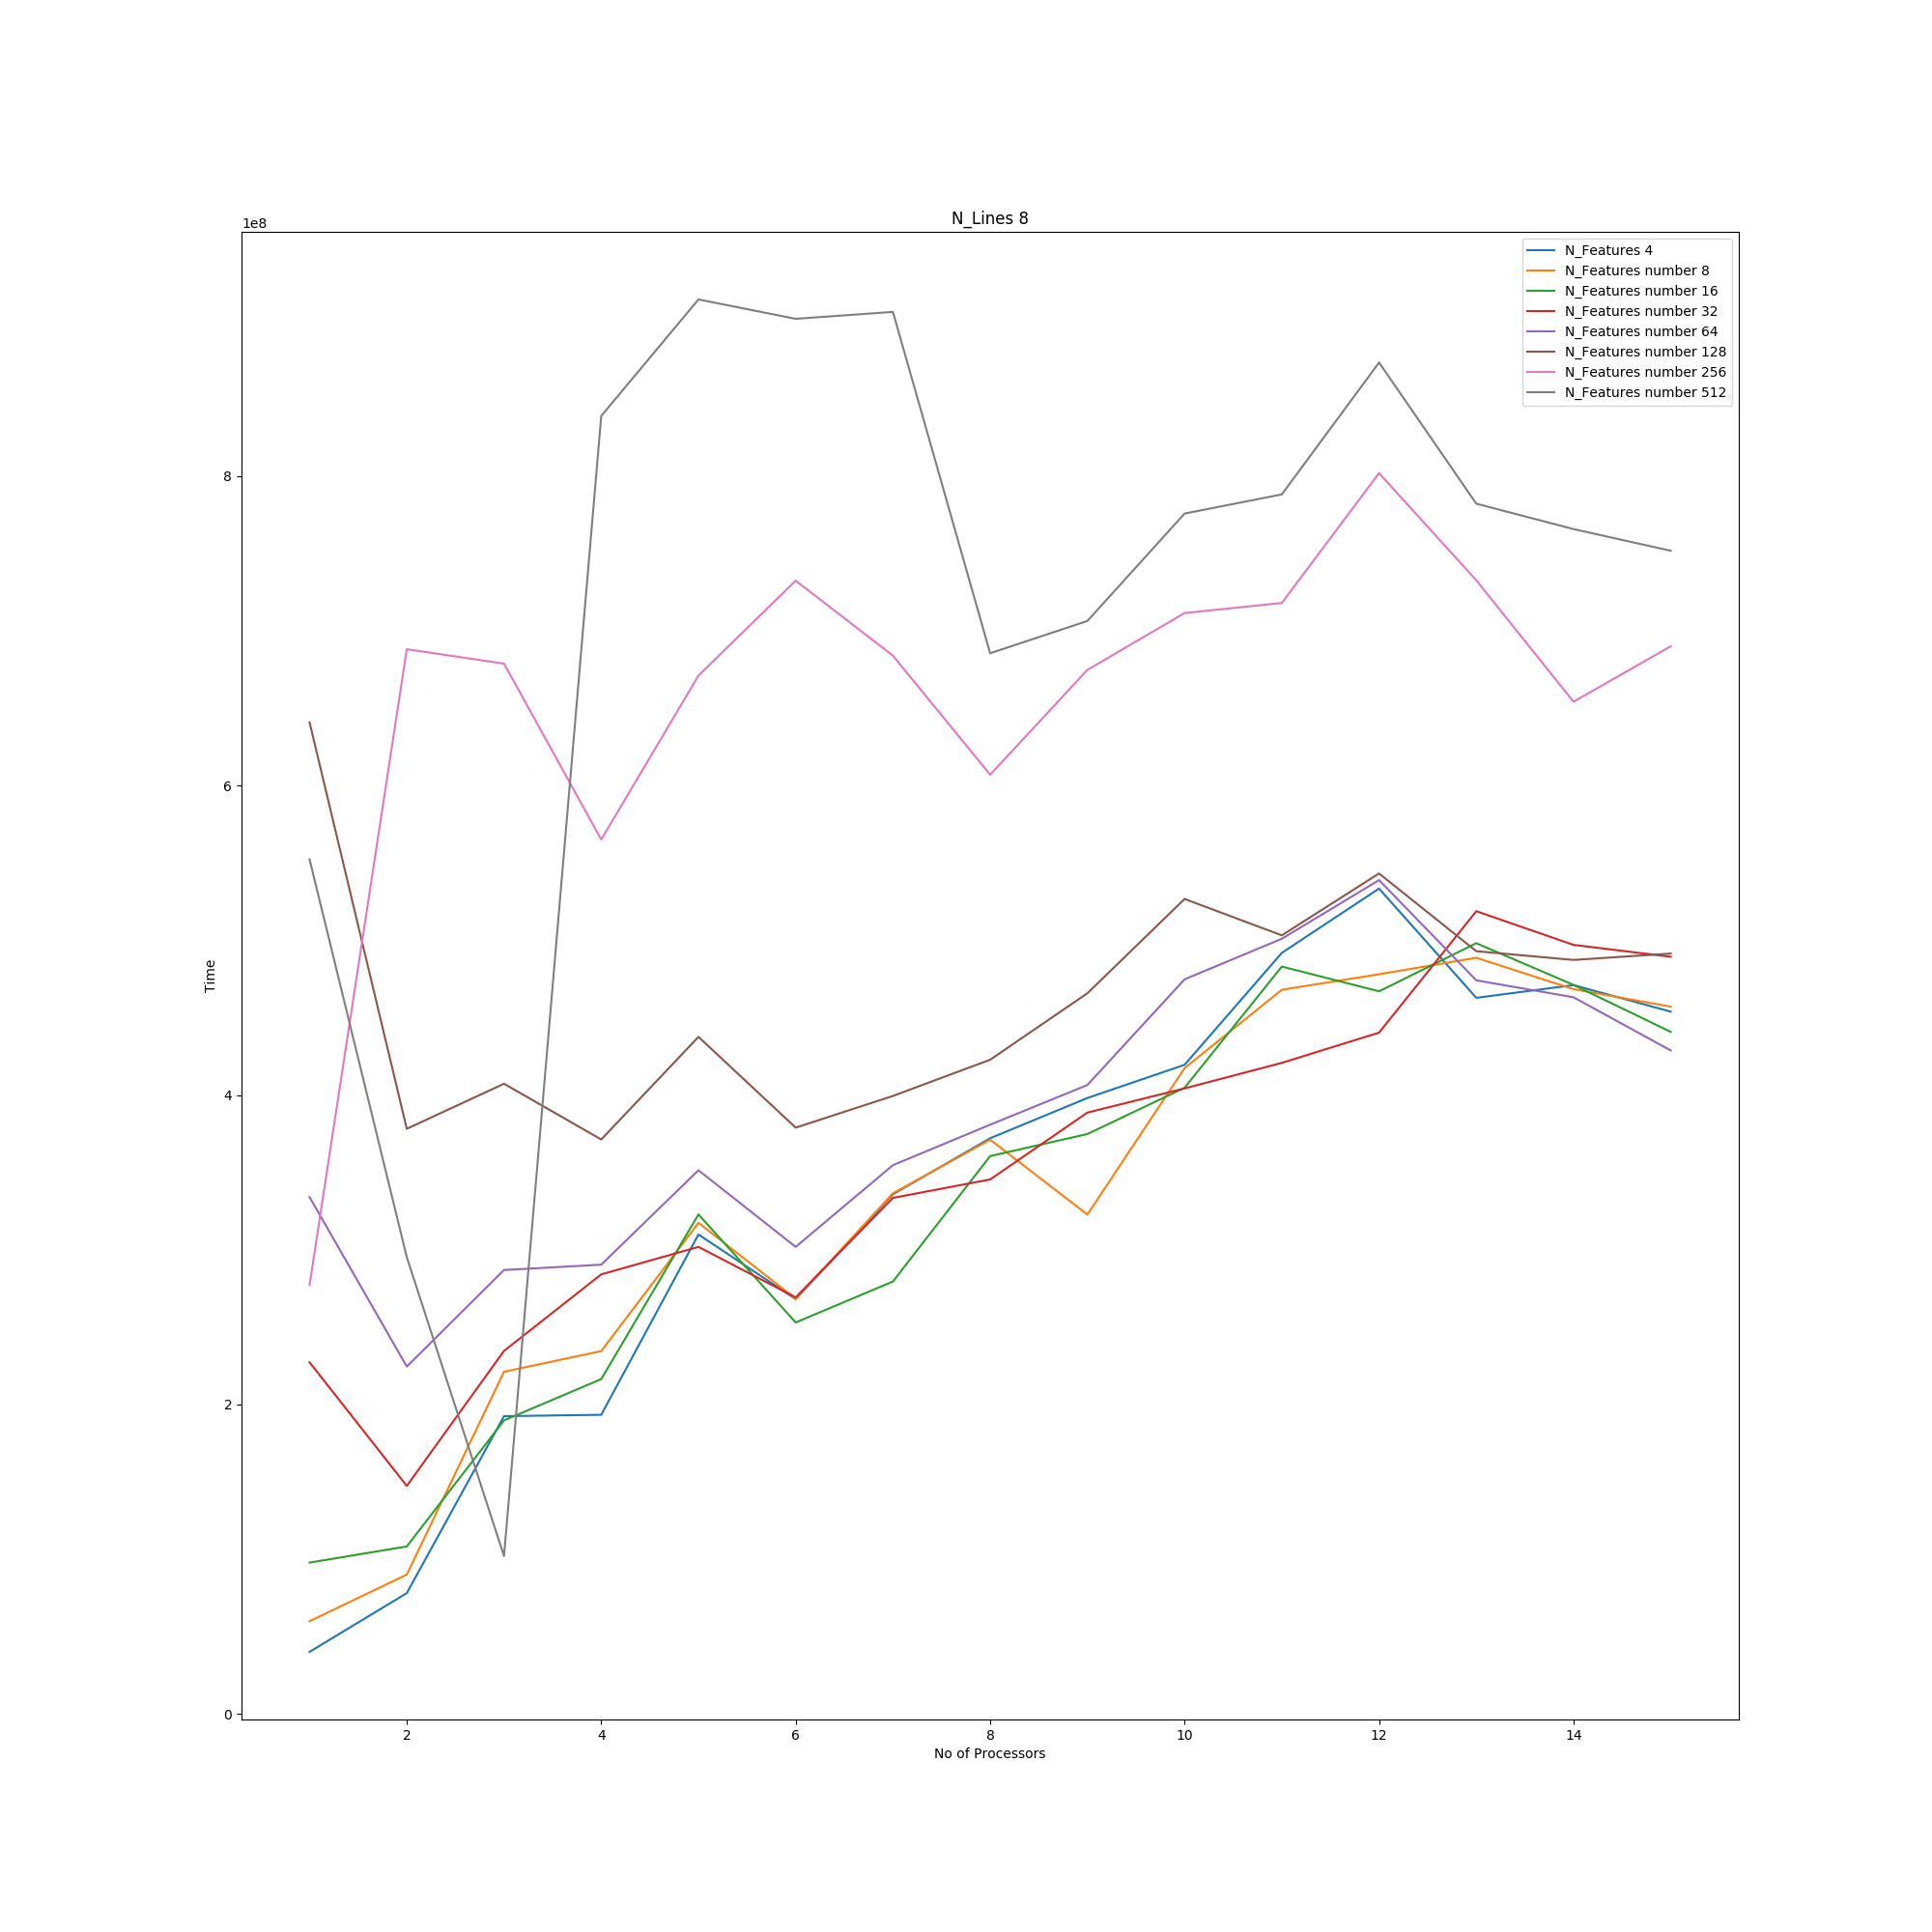 N_Lines 8
1e8
N_Features 4
N_Features number 8
N_Features number 16
N_Features number 32
N_Features number 64
N_Features number 128
N_Features number 256
N_Features number 512
8
6
Time
4
2
0
2 4 6 8 10 12 14
No of Processors